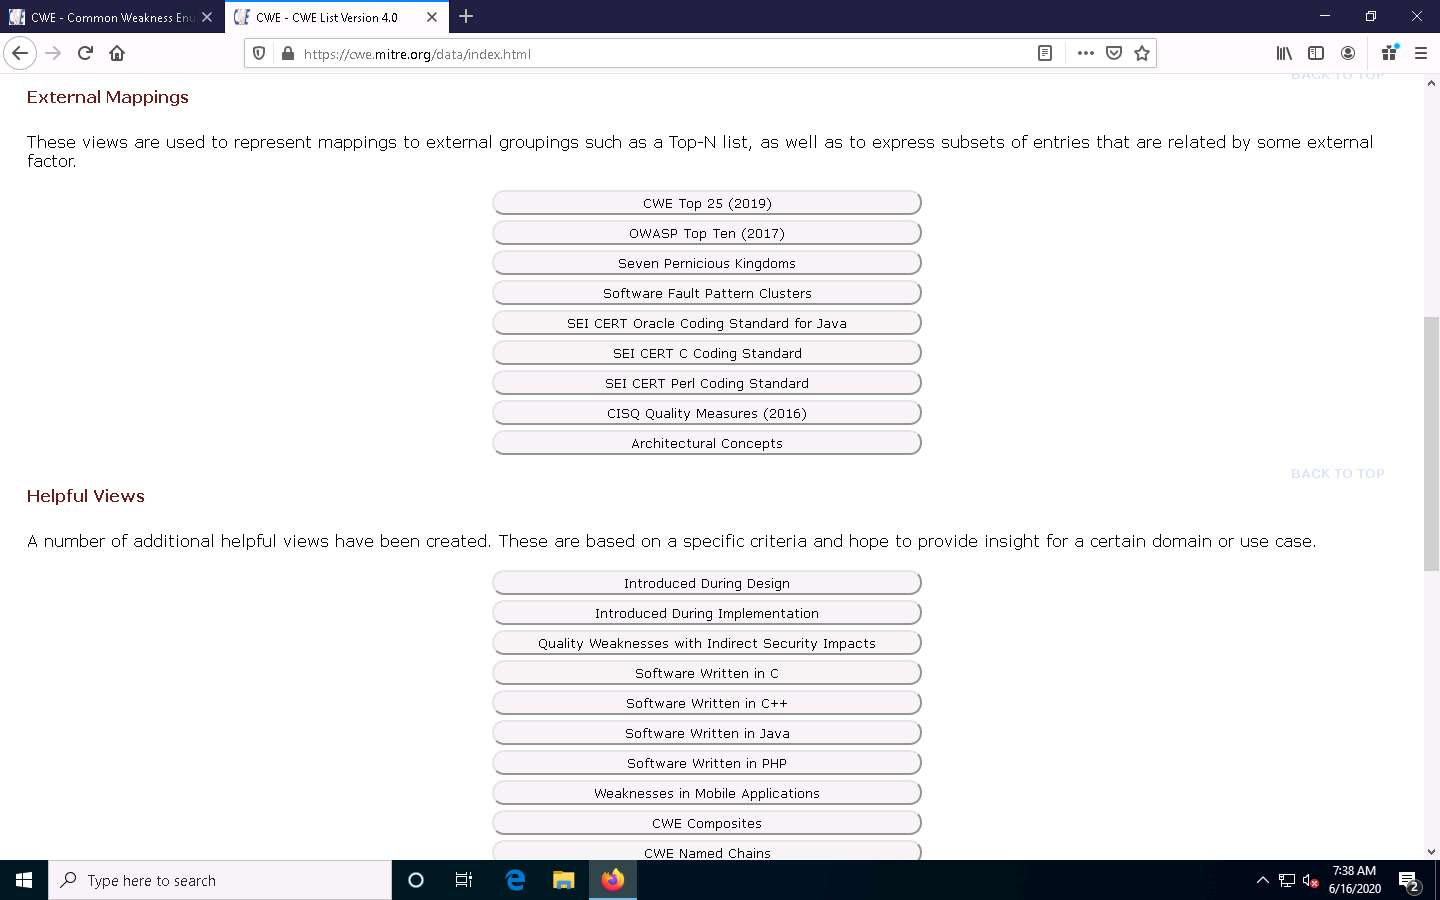 CWE - Common Weakness Enu
CWE - CWE List Version 4.0
https://cwe.mitre.org/data/index.html
BACK TO TOP
External Mappings
These views are used to represent mappings to external groupings such as a Top-N list, as well as to express subsets of entries that are related by some external
factor.
CWE Top 25 (2019)
OWASP Top Ten (2017)
Seven Pernicious Kingdoms
Software Fault Pattern Clusters
SEI CERT Oracle Coding Standard for Java
SEI CERT C Coding Standard
SEI CERT Perl Coding Standard
CISQ Quality Measures (2016)
Architectural Concepts
BACK TO TOP
Helpful Views
A number of additional helpful views have been created. These are based on a specific criteria and hope to provide insight for a certain domain or use case.
Introduced During Design
Introduced During Implementation
Quality Weaknesses with Indirect Security Impacts
Software Written in C
Software Written in C++
Software Written in Java
Software Written in PHP
Weaknesses in Mobile Applications
CWE Composites
CWE Named Chains
Type here to search
7:38 AM
6/16/2020
2